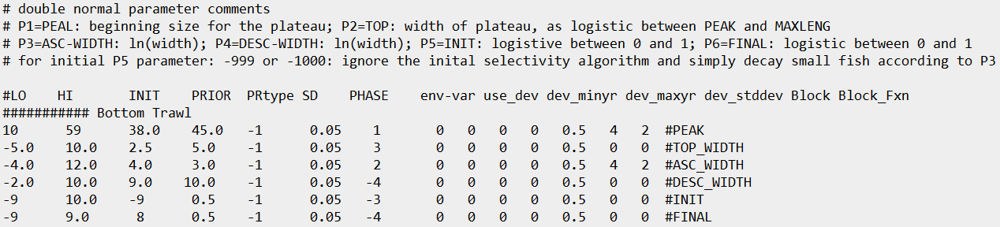 # double normal parameter comments
# P1=PEAL: beginning size for the plateau; P2=TOP: width of plateau, as logistic between PEAK and MAXLENG
# P3=ASC-WIDTH: ln(width); P4=DESC-WIDTH: ln(width); P5=INIT: logistive between 0 and 1; P6=FINAL: logistic between 0 and 1
# for initial P5 parameter: -999 or -1000: ignore the inital selectivity algorithm and simply decay small fish according to P3
#LO HI INIT PRIOR PRtype SD PHASE env-var use_dev dev_minyr dev_maxyr dev_stddev Block Block_Fxn
########### Bottom Trawl
10 59 38.0 45.0 -1 0.05 1 0 0 0 0 0.5 4 2 #PEAK
-5.0 10.0 2.5 5.0 -1 0.05 3 0 0 0 0 0.5 0 0 #TOP_WIDTH
-4.0 12.0 4.0 3.0 -1 0.05 2 0 0 0 0 0.5 4 2 #ASC_WIDTH
-2.0 10.0 9.0 10.0 -1 0.05 -4 0 0 0 0 0.5 0 0 #DESC_WIDTH
-9 10.0 -9 0.5 -1 0.05 -3 0 0 0 0 0.5 0 0 #INIT
-9 9.0 8 0.5 -1 0.05 -4 0 0 0 0 0.5 0 0 #FINAL